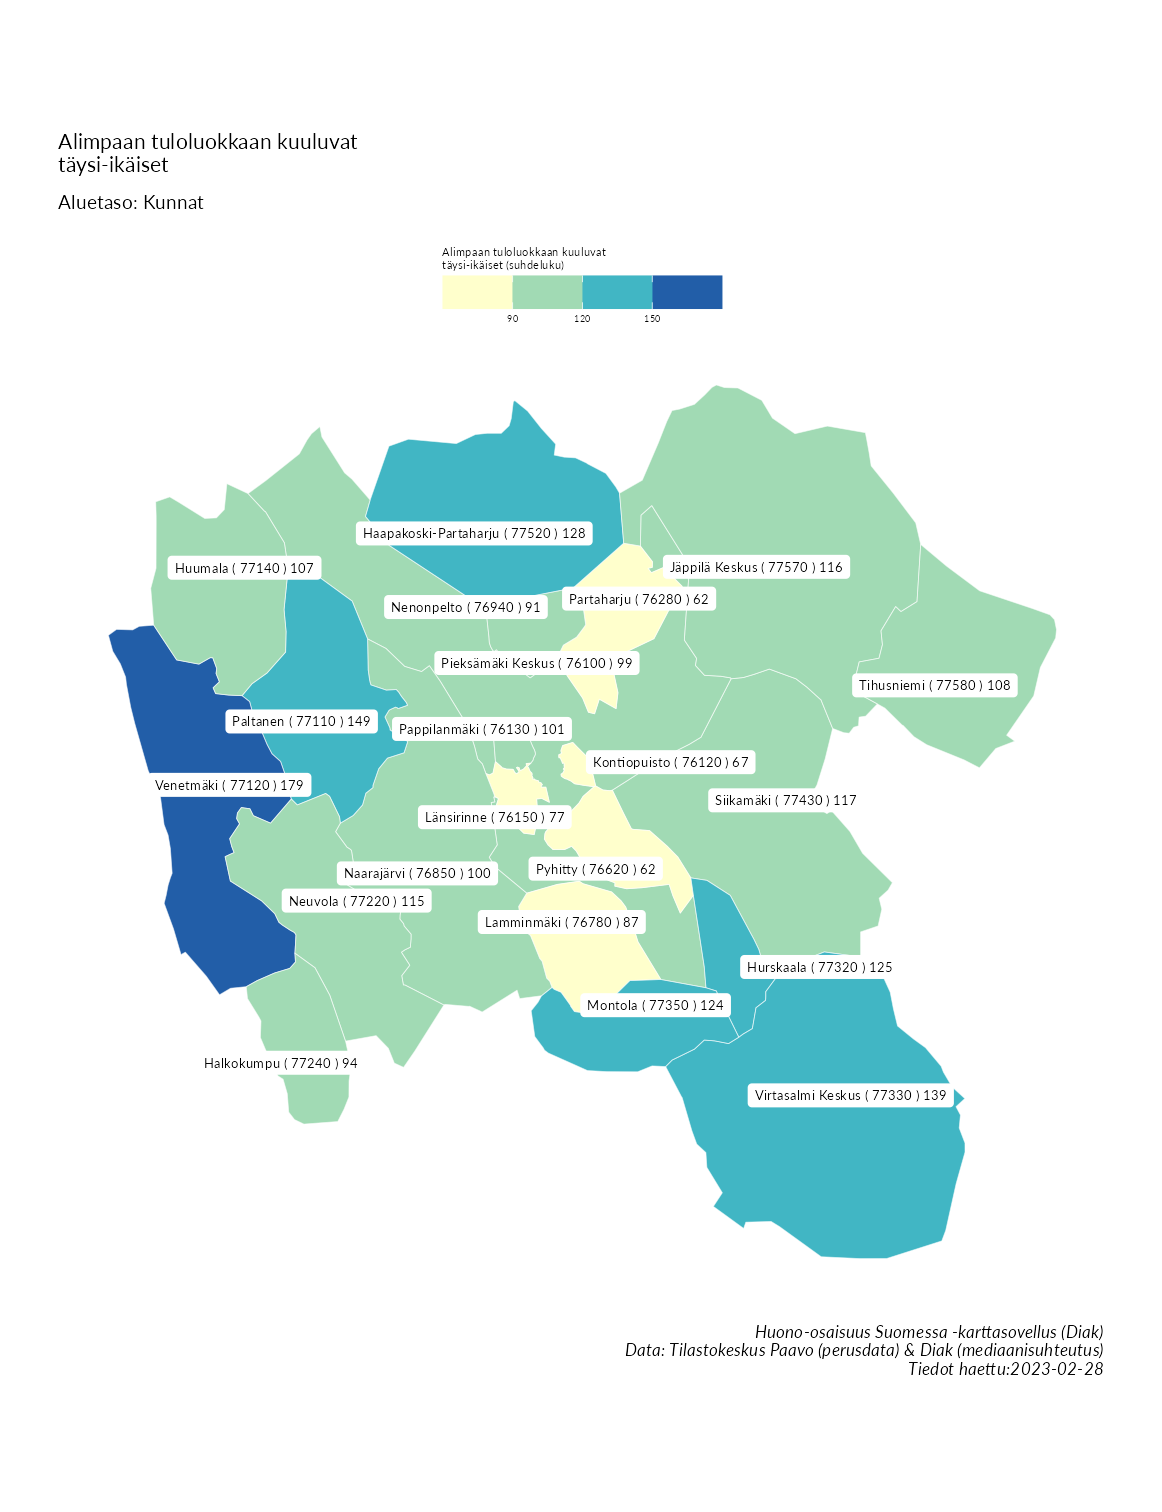 Alimpaan tuloluokkaan kuuluvat
täysi-ikäiset
Aluetaso: Kunnat
Alimpaan tuloluokkaan kuuluvat
täysi-ikäiset (suhdeluku)
90 120 150
Haapakoski-Partaharju ( 77520 ) 128
Huumala ( 77140 ) 107
Jäppilä Keskus ( 77570 ) 116
Nenonpelto ( 76940 ) 91
Partaharju ( 76280 ) 62
Pieksämäki Keskus ( 76100 ) 99
Tihusniemi ( 77580 ) 108
Paltanen ( 77110 ) 149
Pappilanmäki ( 76130 ) 101
Kontiopuisto ( 76120 ) 67
Venetmäki ( 77120 ) 179
Siikamäki ( 77430 ) 117
Länsirinne ( 76150 ) 77
Naarajärvi ( 76850 ) 100
Pyhitty ( 76620 ) 62
Neuvola ( 77220 ) 115
Lamminmäki ( 76780 ) 87
Hurskaala ( 77320 ) 125
Montola ( 77350 ) 124
Halkokumpu ( 77240 ) 94
Virtasalmi Keskus ( 77330 ) 139
Huono-osaisuus Suomessa -karttasovellus (Diak)
Data: Tilastokeskus Paavo (perusdata) & Diak (mediaanisuhteutus)
Tiedot haettu:2023-02-28